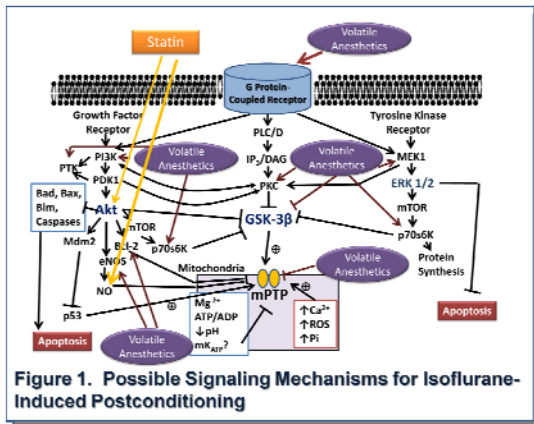 Statin
Volatile
Anesthetics
G Protein-
Coupled Receptor
Growth Factor
Receptor
Tyrosine Kinase
Receptor
PLC/D
IP3/DAG
PKC
PTK
PI3K
PDK1
Volatile
Anesthetics
Volatile
Anesthetics
MEK1
ERK 1/2
mTOR
p70s6K
Protein
Synthesis
Bad, Bax,
Bim,
Caspases
Akt
mTOR
Bcl-2
p70s6K
GSK-3β
Mdm2
eNOS
NO
p53
⊕
⊕
⊕
Mitochondria
mPTP
Volatile
Anesthetics
Mg2+
ATP/ADP
↓pH
mKATP?
↑Ca2+
↑ROS
↑Pi
Apoptosis
Volatile
Anesthetics
Apoptosis
Figure 1. Possible Signaling Mechanisms for Isoflurane-
Induced Postconditioning